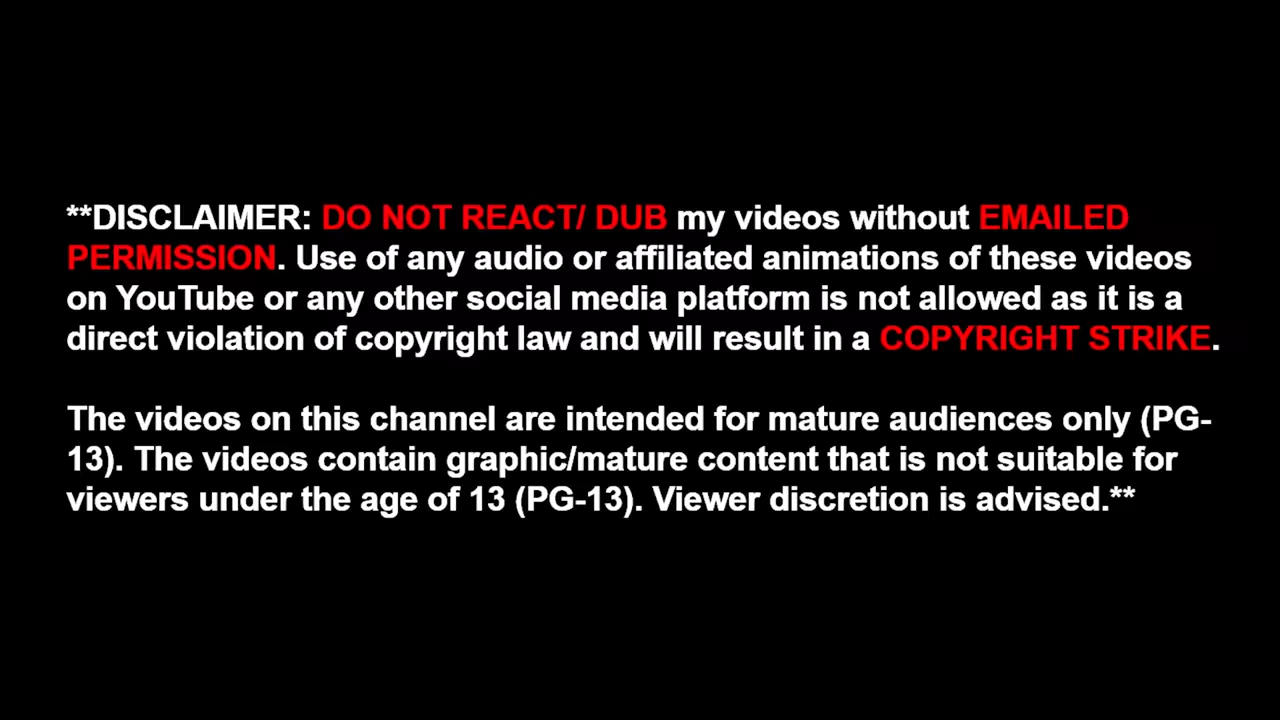 **DISCLAIMER: DO NOT REACT/ DUB my videos without EMAILED
PERMISSION. Use of any audio or affiliated animations of these videos
on YouTube or any other social media platform is not allowed as it is a
direct violation of copyright law and will result in a COPYRIGHT STRIKE.
The videos on this channel are intended for mature audiences only (PG-
13). The videos contain graphic/mature content that is not suitable for
viewers under the age of 13 (PG-13). Viewer discretion is advised.**